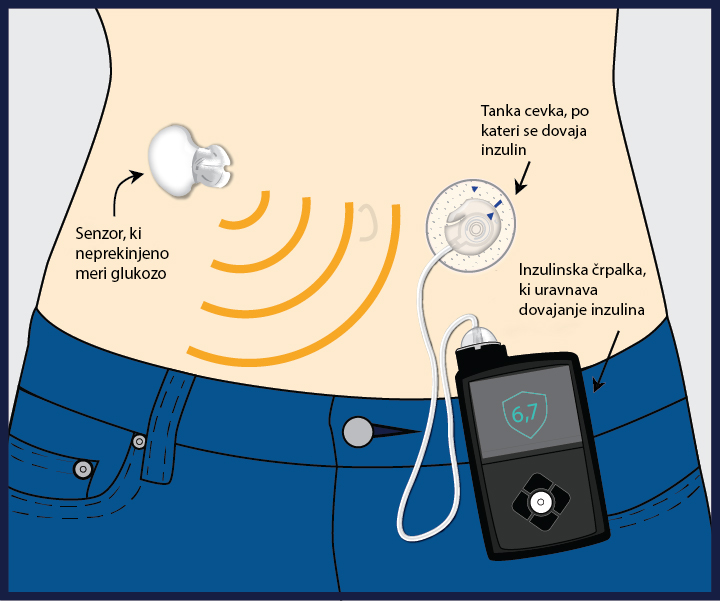 Tanka cevka, po
kateri se dovaja
inzulin
Senzor, ki
neprekinjeno
meri glukozo
Inzulinska črpalka,
ki uravnava
dovajanje inzulina
6,7